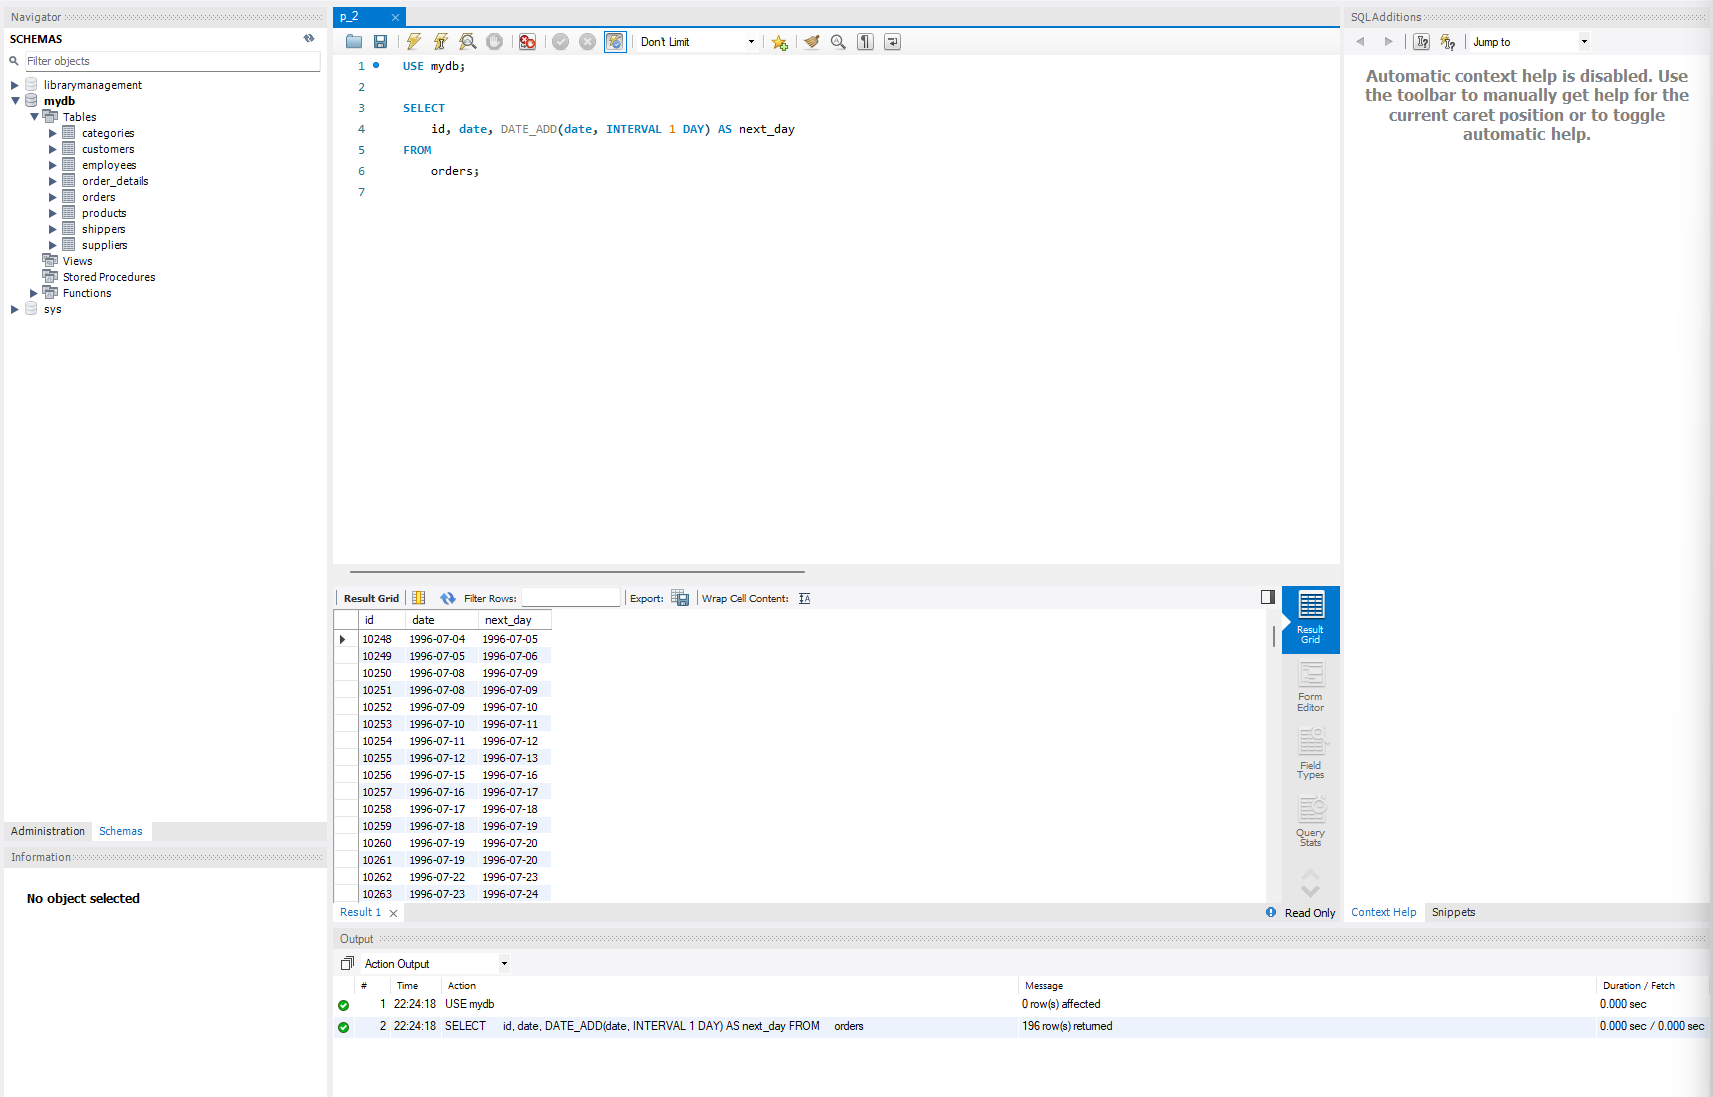 Navigator
SCHEMAS
Filter objects
librarymanagement
mydb
Tables
categories
customers
employees
order_details
orders
products
shippers
suppliers
Views
Stored Procedures
Functions
sys
Administration Schemas
Information
No object selected
p_2
Don't Limit
1 USE mydb;
2
3 SELECT
4 id, date, DATE_ADD(date, INTERVAL 1 DAY) AS next_day
5 FROM
6 orders;
7
Result Grid Filter Rows: Export: Wrap Cell Content:
id date next_day
10248 1996-07-04 1996-07-05
10249 1996-07-05 1996-07-06
10250 1996-07-08 1996-07-09
10251 1996-07-08 1996-07-09
10252 1996-07-09 1996-07-10
10253 1996-07-10 1996-07-11
10254 1996-07-11 1996-07-12
10255 1996-07-12 1996-07-13
10256 1996-07-15 1996-07-16
10257 1996-07-16 1996-07-17
10258 1996-07-17 1996-07-18
10259 1996-07-18 1996-07-19
10260 1996-07-19 1996-07-20
10261 1996-07-19 1996-07-20
10262 1996-07-22 1996-07-23
10263 1996-07-23 1996-07-24
Result
Grid
Form
Editor
Field
Types
Query
Stats
Result 1 Read Only
SQLAdditions
Jump to
Automatic context help is disabled. Use
the toolbar to manually get help for the
current caret position or to toggle
automatic help.
Context Help Snippets
Output
Action Output
# Time Action Message Duration / Fetch
1 22:24:18 USE mydb 0 row(s) affected 0.000 sec
2 22:24:18 SELECT id, date, DATE_ADD(date, INTERVAL 1 DAY) AS next_day FROM orders 196 row(s) returned 0.000 sec / 0.000 sec